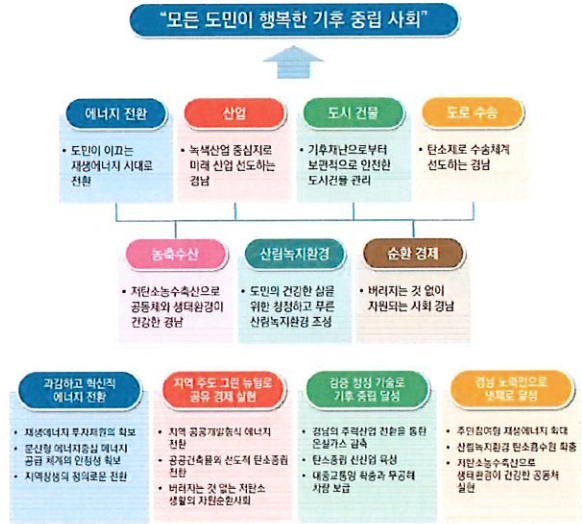 “모든 도민이 행복한 기후 중립 사회”
에너지 전환
산업
도시 건물
도로 수송
• 도민이 이끄는
재생에너지 시대로
전환
• 녹색산업 중심지로
미래 산업 선도하는
경남
• 기후재난으로부터
보편적으로 안전한
도시건물 관리
• 탄소제로 수송체계
선도하는 경남
농축수산
산림녹지환경
순환 경제
• 저탄소농수축산으로
공동체와 생태환경이
건강한 경남
• 도민의 건강한 삶을
위한 청정하고 푸른
산림녹지환경 조성
• 버려지는 것 없이
자원되는 사회 경남
과감하고 혁신적
에너지 전환
지역 주도 그린 뉴딜로
공유 경제 실현
검증 청정 기술로
기후 중립 달성
경남 노력만으로
넷제로 달성
• 재생에너지 투자재원의 확보
• 분산형 에너지중심 에너지
공급 체계의 안정성 확보
• 지역상생의 정의로운 전환
• 지역 공공개발형식 에너지
전환
• 공공건축물의 선도적 탄소중립
전환
• 버려지는 것 없는 저탄소
생활의 자원순환사회
• 경남의 주력산업 전환을 통한
온실가스 감축
• 탄소중립 신산업 육성
• 대중교통망 확충과 무공해
차량 보급
• 주민참여형 재생에너지 확대
• 산림녹지환경 탄소흡수원 확충
• 저탄소농수축산으로
생태환경이 건강한 공동체
실현